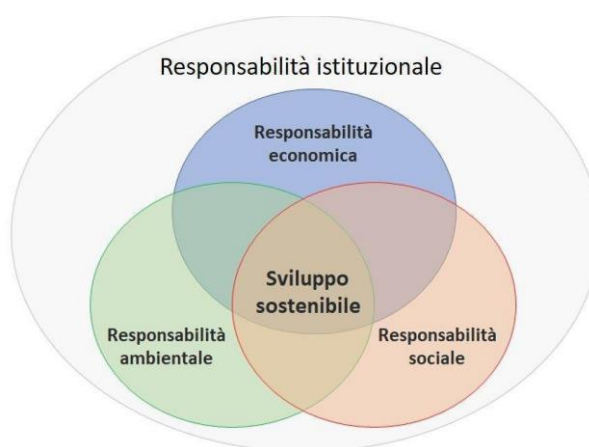 Responsabilità istituzionale
Responsabilità
economica
Sviluppo
sostenibile
Responsabilità
ambientale
Responsabilità
sociale